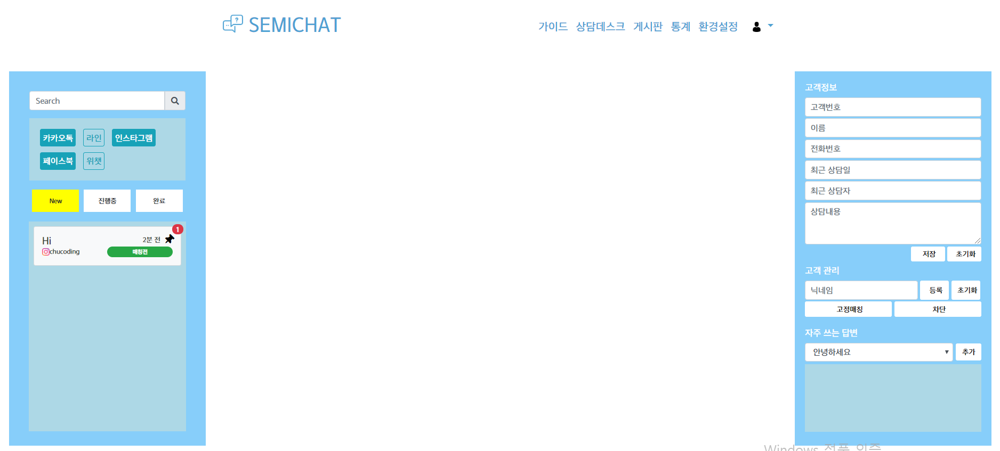 SEMICHAT
가이드 상담데스크 게시판 통계 환경설정
Search
카카오톡 라인 인스타그램
페이스북 위챗
New 진행중 완료
1
Hi 2분 전
chucoding 매칭전
고객정보
고객번호
이름
전화번호
최근 상담일
최근 상담자
상담내용
저장 초기화
고객 관리
닉네임 등록 초기화
고정매칭 차단
자주 쓰는 답변
안녕하세요 추가
Windows 정품 인증